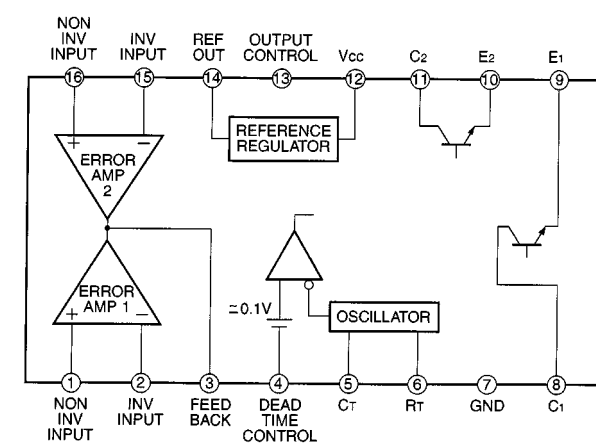 NON
INV
INPUT
INV
INPUT
REF
OUT
OUTPUT
CONTROL
VCC
C2
E2
E1
16
15
14
13
12
11
10
9
+
−
ERROR
AMP
2
REFERENCE
REGULATOR
ERROR
AMP 1
+
−
≃0.1V
OSCILLATOR
1
2
3
4
5
6
7
8
NON
INV
INPUT
INV
INPUT
FEED
BACK
DEAD
TIME
CONTROL
CT
RT
GND
C1